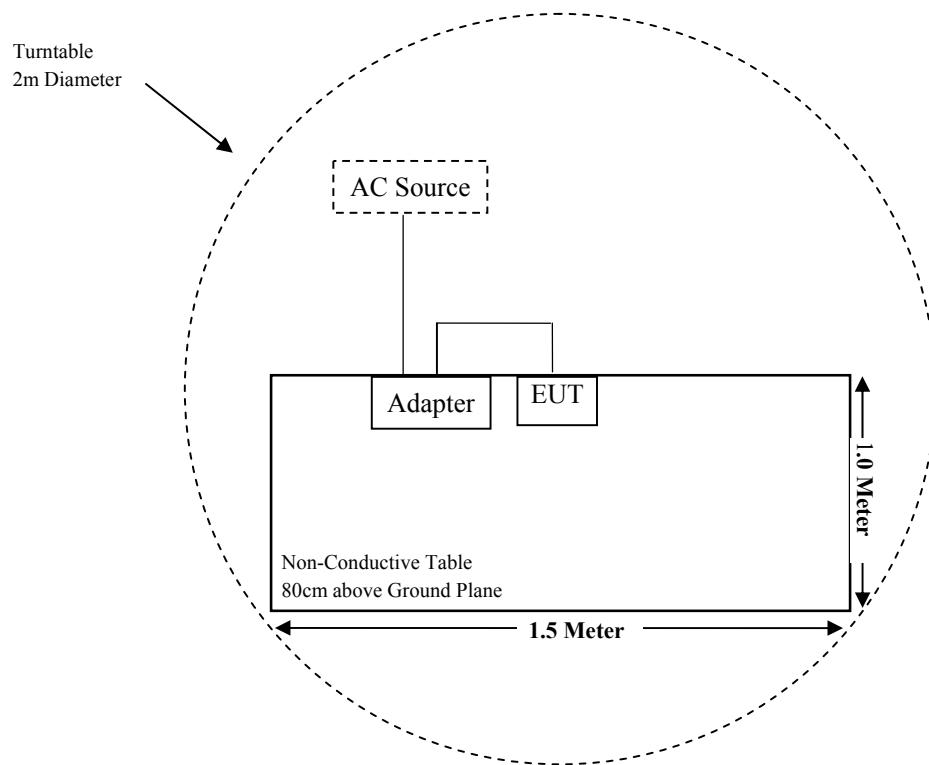 Turntable
2m Diameter
AC Source
Adapter
EUT
1.0 Meter
Non-Conductive Table
80cm above Ground Plane
1.5 Meter